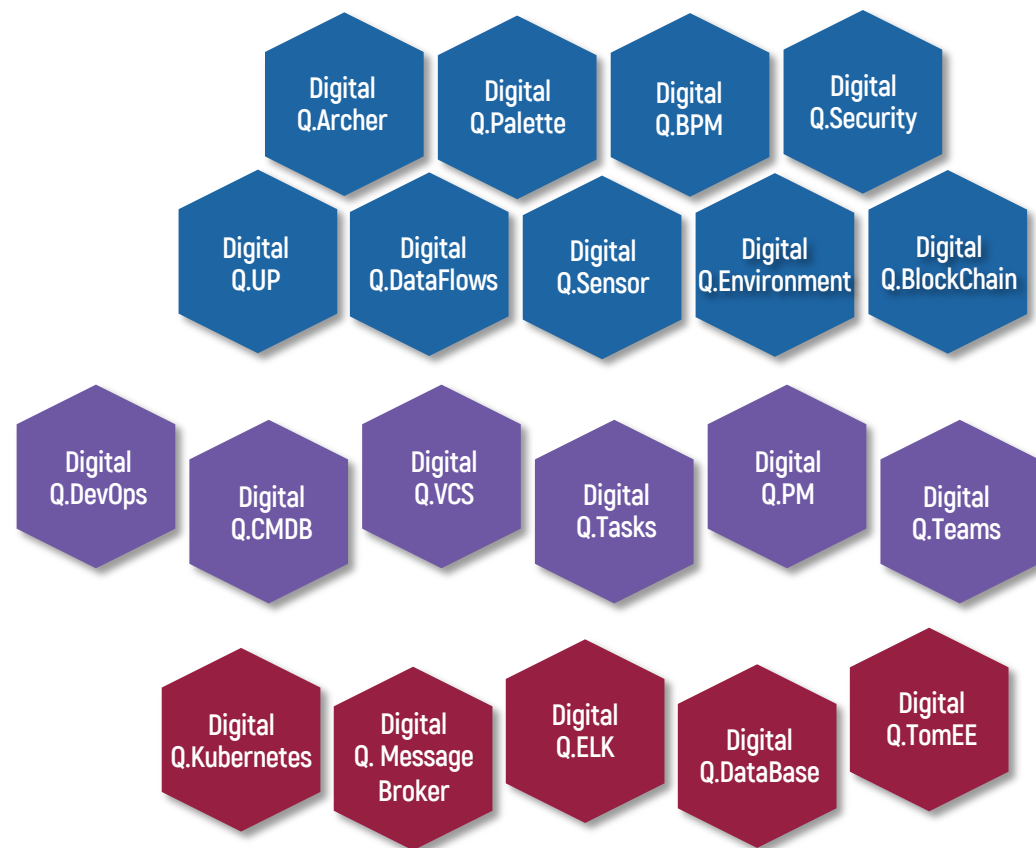 Digital
Q.Archer
Digital
Q.Palette
Digital
Q.BPM
Digital
Q.Security
Digital
Q.UP
Digital
Q.DataFlows
Digital
Q.Sensor
Digital
Q.Environment
Digital
Q.BlockChain
Digital
Q.DevOps
Digital
Q.CMDB
Digital
Q.VCS
Digital
Q.Tasks
Digital
Q.PM
Digital
Q.Teams
Digital
Q.Kubernetes
Digital
Q. Message
Broker
Digital
Q.ELK
Digital
Q.DataBase
Digital
Q.TomEE